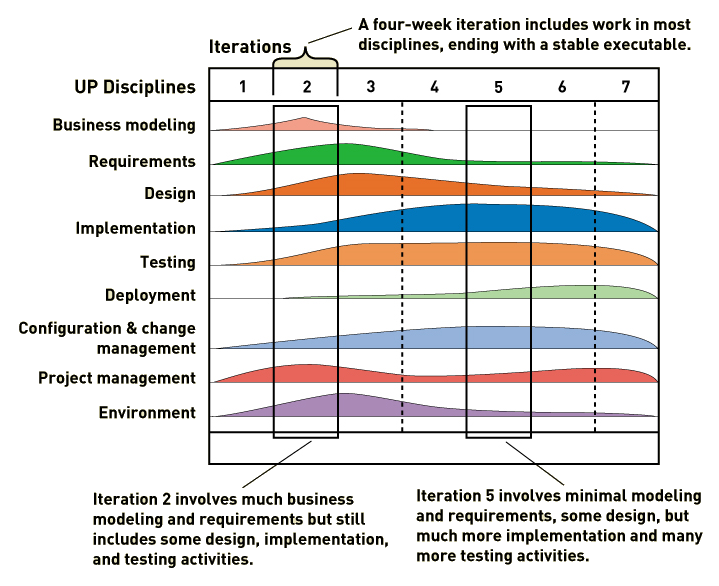 A four-week iteration includes work in most
disciplines, ending with a stable executable.
Iterations
UP Disciplines 1 2 3 4 5 6 7
Business modeling
Requirements
Design
Implementation
Testing
Deployment
Configuration & change
management
Project management
Environment
Iteration 2 involves much business
modeling and requirements but still
includes some design, implementation,
and testing activities.
Iteration 5 involves minimal modeling
and requirements, some design, but
much more implementation and many
more testing activities.